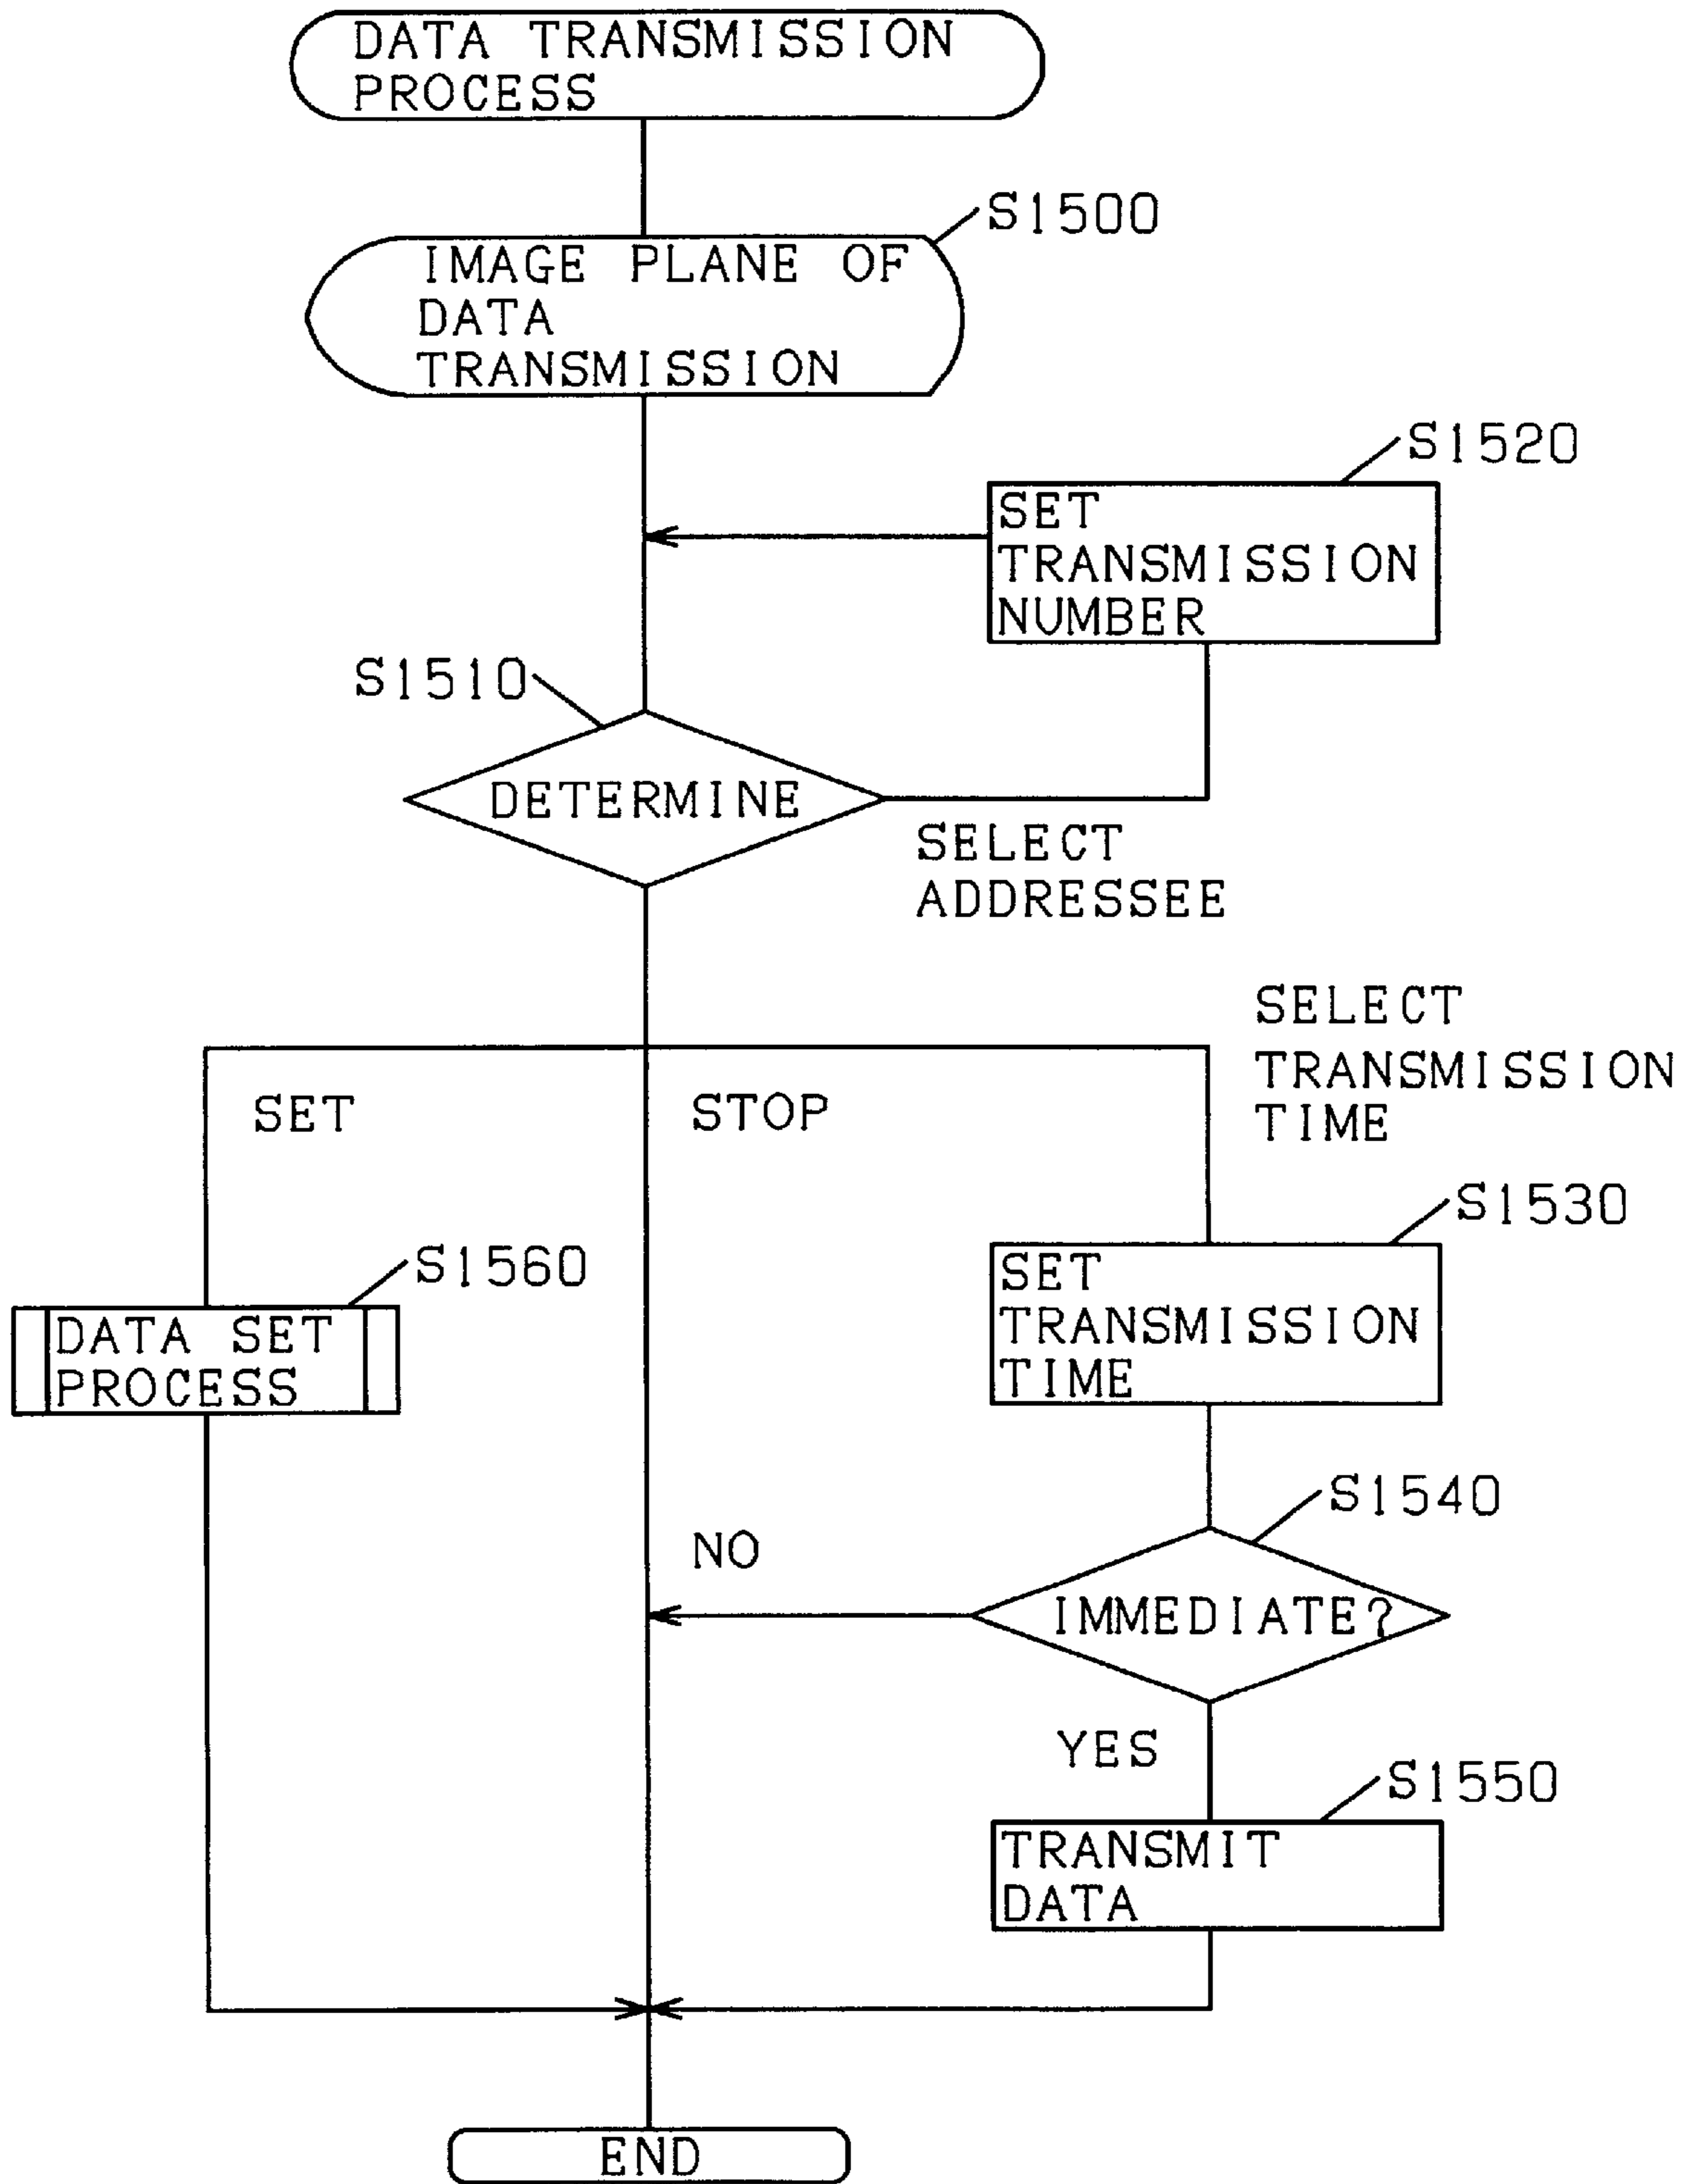 DATA TRANSMISSION
PROCESS
S1500
IMAGE PLANE OF
DATA
TRANSMISSION
S1520
SET
TRANSMISSION
NUMBER
S1510
DETERMINE
SELECT
ADDRESSEE
SELECT
TRANSMISSION
TIME
SET
STOP
S1530
S1560
SET
TRANSMISSION
TIME
DATA SET
PROCESS
S1540
NO
IMMEDIATE?
YES
S1550
TRANSMIT
DATA
END